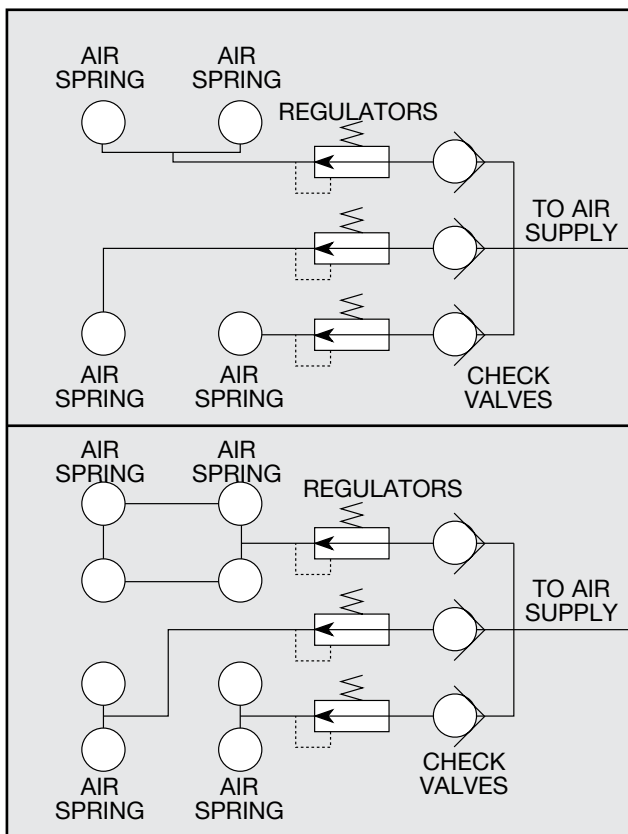 AIR
SPRING
AIR
SPRING
REGULATORS
TO AIR
SUPPLY
AIR
SPRING
AIR
SPRING
CHECK
VALVES
AIR
SPRING
AIR
SPRING
REGULATORS
TO AIR
SUPPLY
AIR
SPRING
AIR
SPRING
CHECK
VALVES